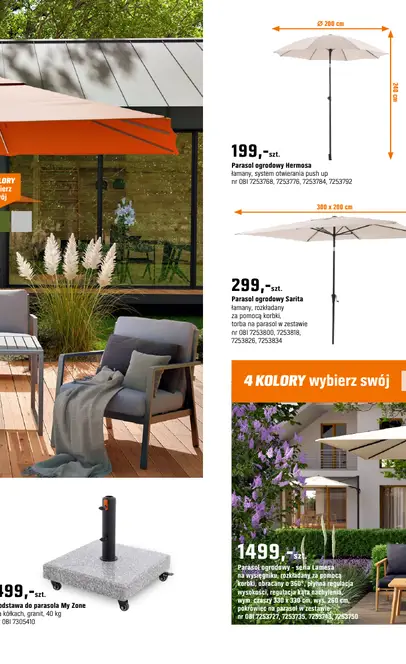 Ø 200 cm
240 cm
199,-szt.
Parasol ogrodowy Hermosa
łamany, system otwierania push up
nr OBI 7253768, 7253776, 7253784, 7253792
300 x 200 cm
299,-szt.
Parasol ogrodowy Sarita
łamany, rozkładany
za pomocą korbki,
torba na parasol w zestawie
nr OBI 7253800, 7253818,
7253826, 7253834
4 KOLORY wybierz swój
1499,-szt.
Parasol ogrodowy - seria Lamesa
na wysięgniku, rozkładany za pomocą
korbki, obracany o 360°, płynna regulacja
wysokości, regulacja kąta nachylenia,
wym. czaszy 330 x 330 cm, wys. 260 cm,
pokrowiec na parasol w zestawie
nr OBI 7253727, 7253735, 7253743, 7253750
499,-szt.
odstawa do parasola My Zone
a kółkach, granit, 40 kg
OBI 7305410